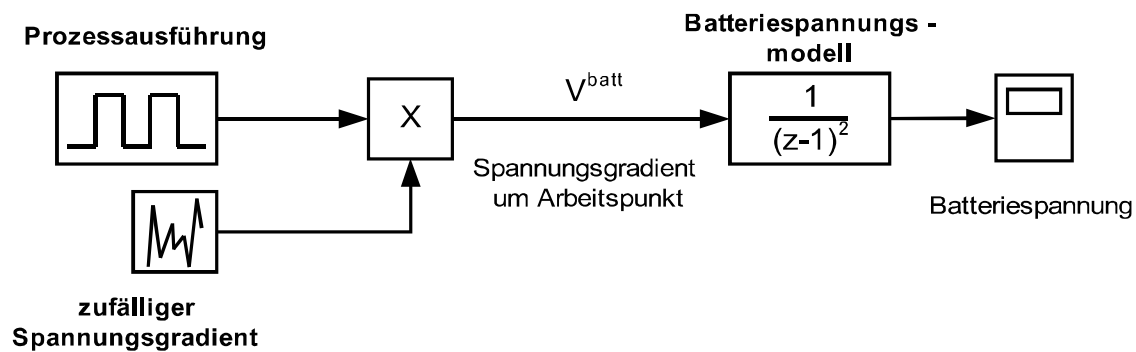 Prozessausführung
Batteriespannungs -
modell
X
V^batt
1
(z-1)^2
Spannungsgradient
um Arbeitspunkt
Batteriespannung
zufälliger
Spannungsgradient